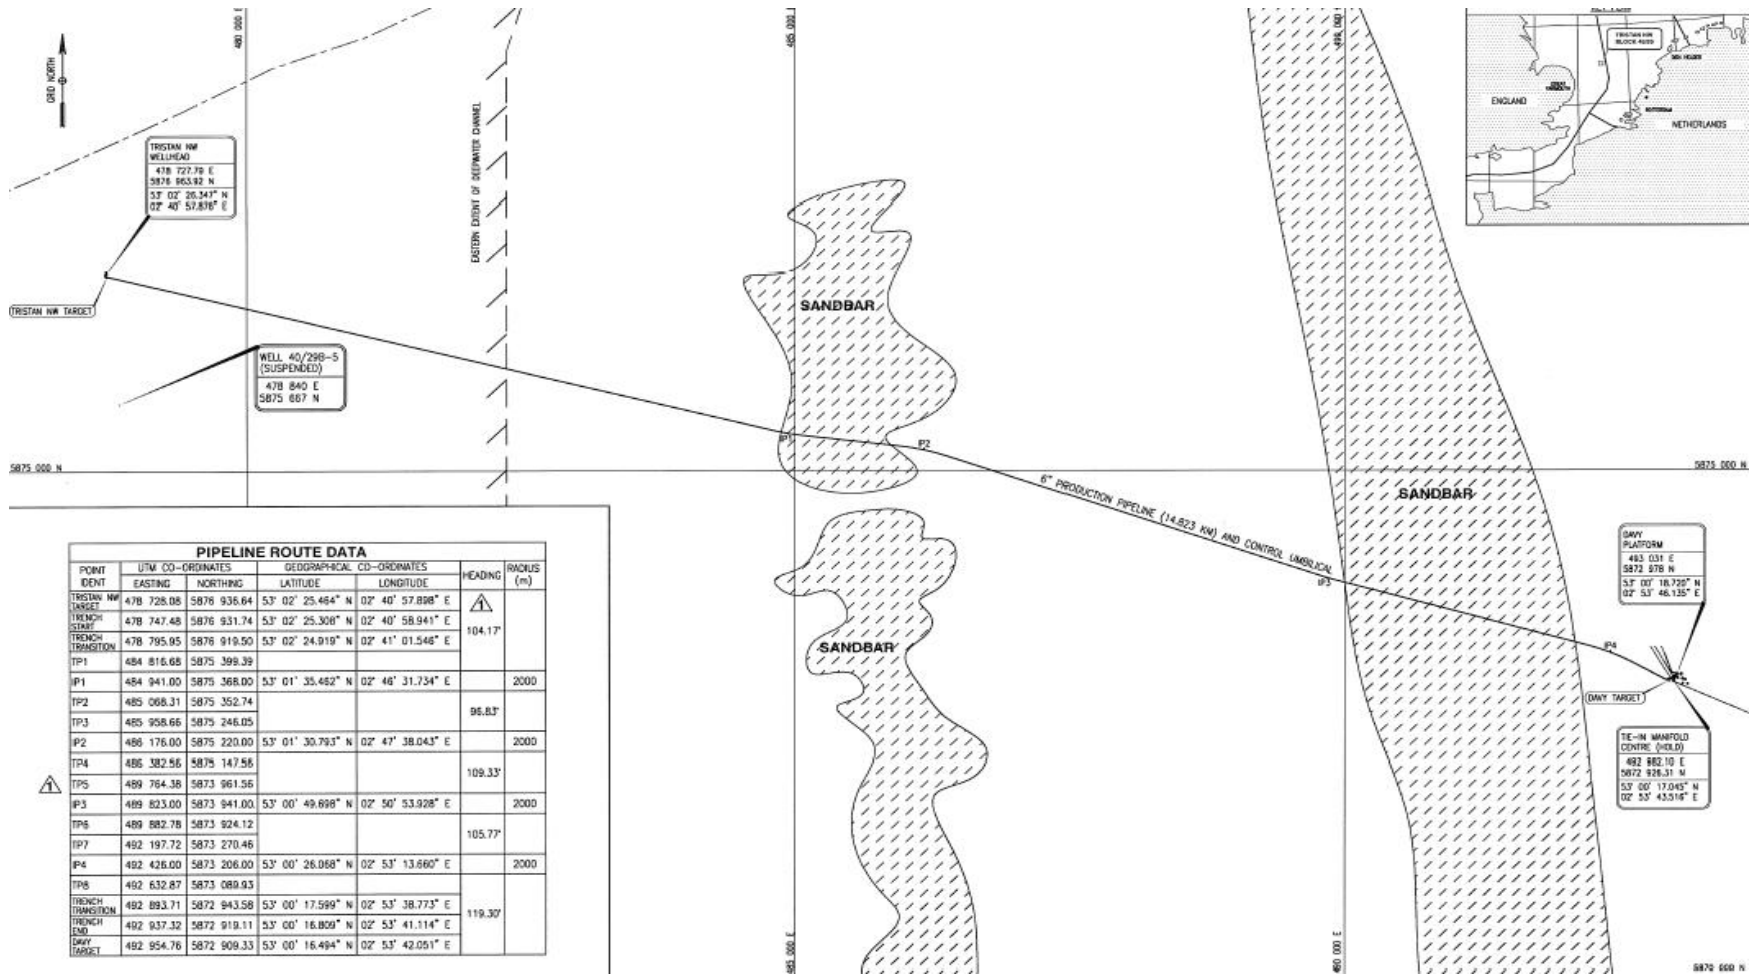 480 000 E
485 000 E
490 000 E
GRID NORTH
TRISTAN NW
WELLHEAD
478 727.79 E
5876 963.92 N
53° 02' 26.347" N
02° 40' 57.878" E
TRISTAN NW TARGET
WELL 40/29B-5
(SUSPENDED)
478 840 E
5875 667 N
EASTERN EXTENT OF DEEPWATER CHANNEL
SANDBAR
IP1
IP2
5875 000 N
5875 000 N
6" PRODUCTION PIPELINE (14.823 KM) AND CONTROL UMBILICAL
SANDBAR
IP3
IP4
SANDBAR
TRISTAN NW
DEN HELDER
GREAT
YARMOUTH
ENGLAND
ROTTERDAM
NETHERLANDS
DAVY
PLATFORM
493 031 E
5872 978 N
53° 00' 18.720" N
02° 53' 46.135" E
DAVY TARGET
TIE-IN MANIFOLD
CENTRE (HOLD)
492 982.10 E
5872 926.31 N
53° 00' 17.045" N
02° 53' 43.516" E
PIPELINE ROUTE DATA
POINT IDENT UTM CO-ORDINATES GEOGRAPHICAL CO-ORDINATES HEADING RADIUS (m)
EASTING NORTHING LATITUDE LONGITUDE
TRISTAN NW TARGET 478 728.08 5876 936.64 53° 02' 25.464" N 02° 40' 57.898" E 1
TRENCH START 478 747.48 5876 931.74 53° 02' 25.308" N 02° 40' 58.941" E 104.17°
TRENCH TRANSITION 478 795.95 5876 919.50 53° 02' 24.919" N 02° 41' 01.546" E
TP1 484 816.68 5875 399.39
IP1 484 941.00 5875 368.00 53° 01' 35.462" N 02° 46' 31.734" E 2000
TP2 485 068.31 5875 352.74 96.83°
TP3 485 958.66 5875 246.05
IP2 486 176.00 5875 220.00 53° 01' 30.793" N 02° 47' 38.043" E 2000
TP4 486 382.56 5875 147.56 109.33°
1
TP5 489 764.38 5873 961.56
IP3 489 823.00 5873 941.00 53° 00' 49.698" N 02° 50' 53.928" E 2000
TP6 489 882.78 5873 924.12 105.77°
TP7 492 197.72 5873 270.46
IP4 492 426.00 5873 206.00 53° 00' 26.068" N 02° 53' 13.660" E 2000
TP8 492 632.87 5873 089.93
TRENCH TRANSITION 492 893.71 5872 943.58 53° 00' 17.599" N 02° 53' 38.773" E 119.30°
TRENCH END 492 937.32 5872 919.11 53° 00' 16.809" N 02° 53' 41.114" E
DAVY TARGET 492 954.76 5872 909.33 53° 00' 16.494" N 02° 53' 42.051" E
485 000 E
490 000 E
5870 000 N